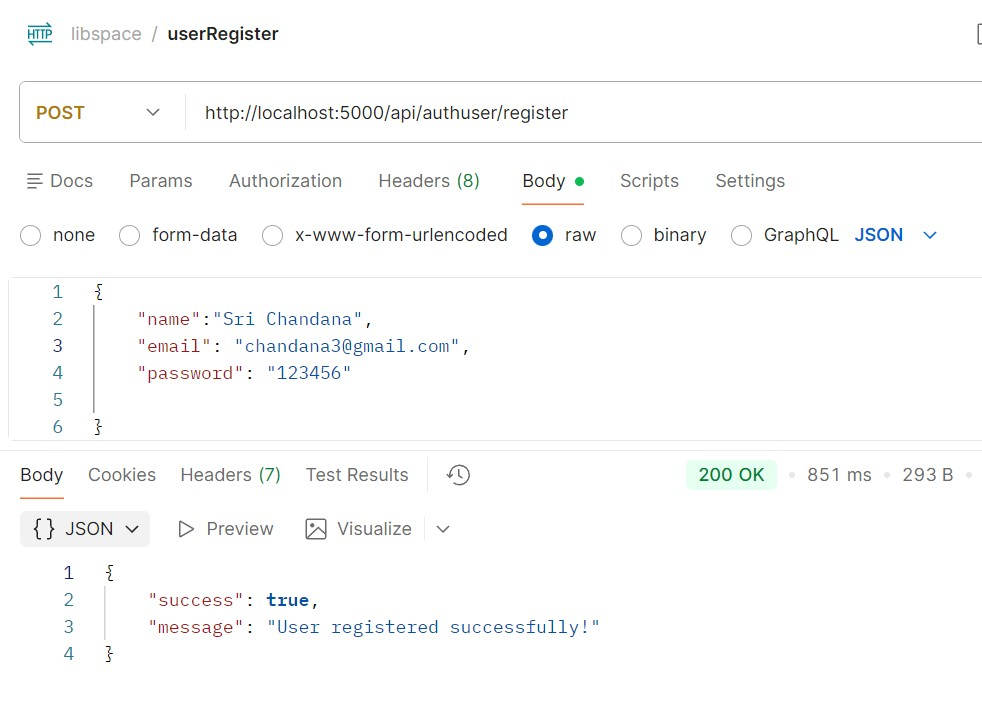 HTTP libspace / userRegister
POST http://localhost:5000/api/authuser/register
Docs Params Authorization Headers (8) Body Scripts Settings
none form-data x-www-form-urlencoded raw binary GraphQL JSON
1 {
2 "name":"Sri Chandana",
3 "email": "chandana3@gmail.com",
4 "password": "123456"
5
6 }
Body Cookies Headers (7) Test Results 200 OK 851 ms 293 B
{} JSON Preview Visualize
1 {
2 "success": true,
3 "message": "User registered successfully!"
4 }